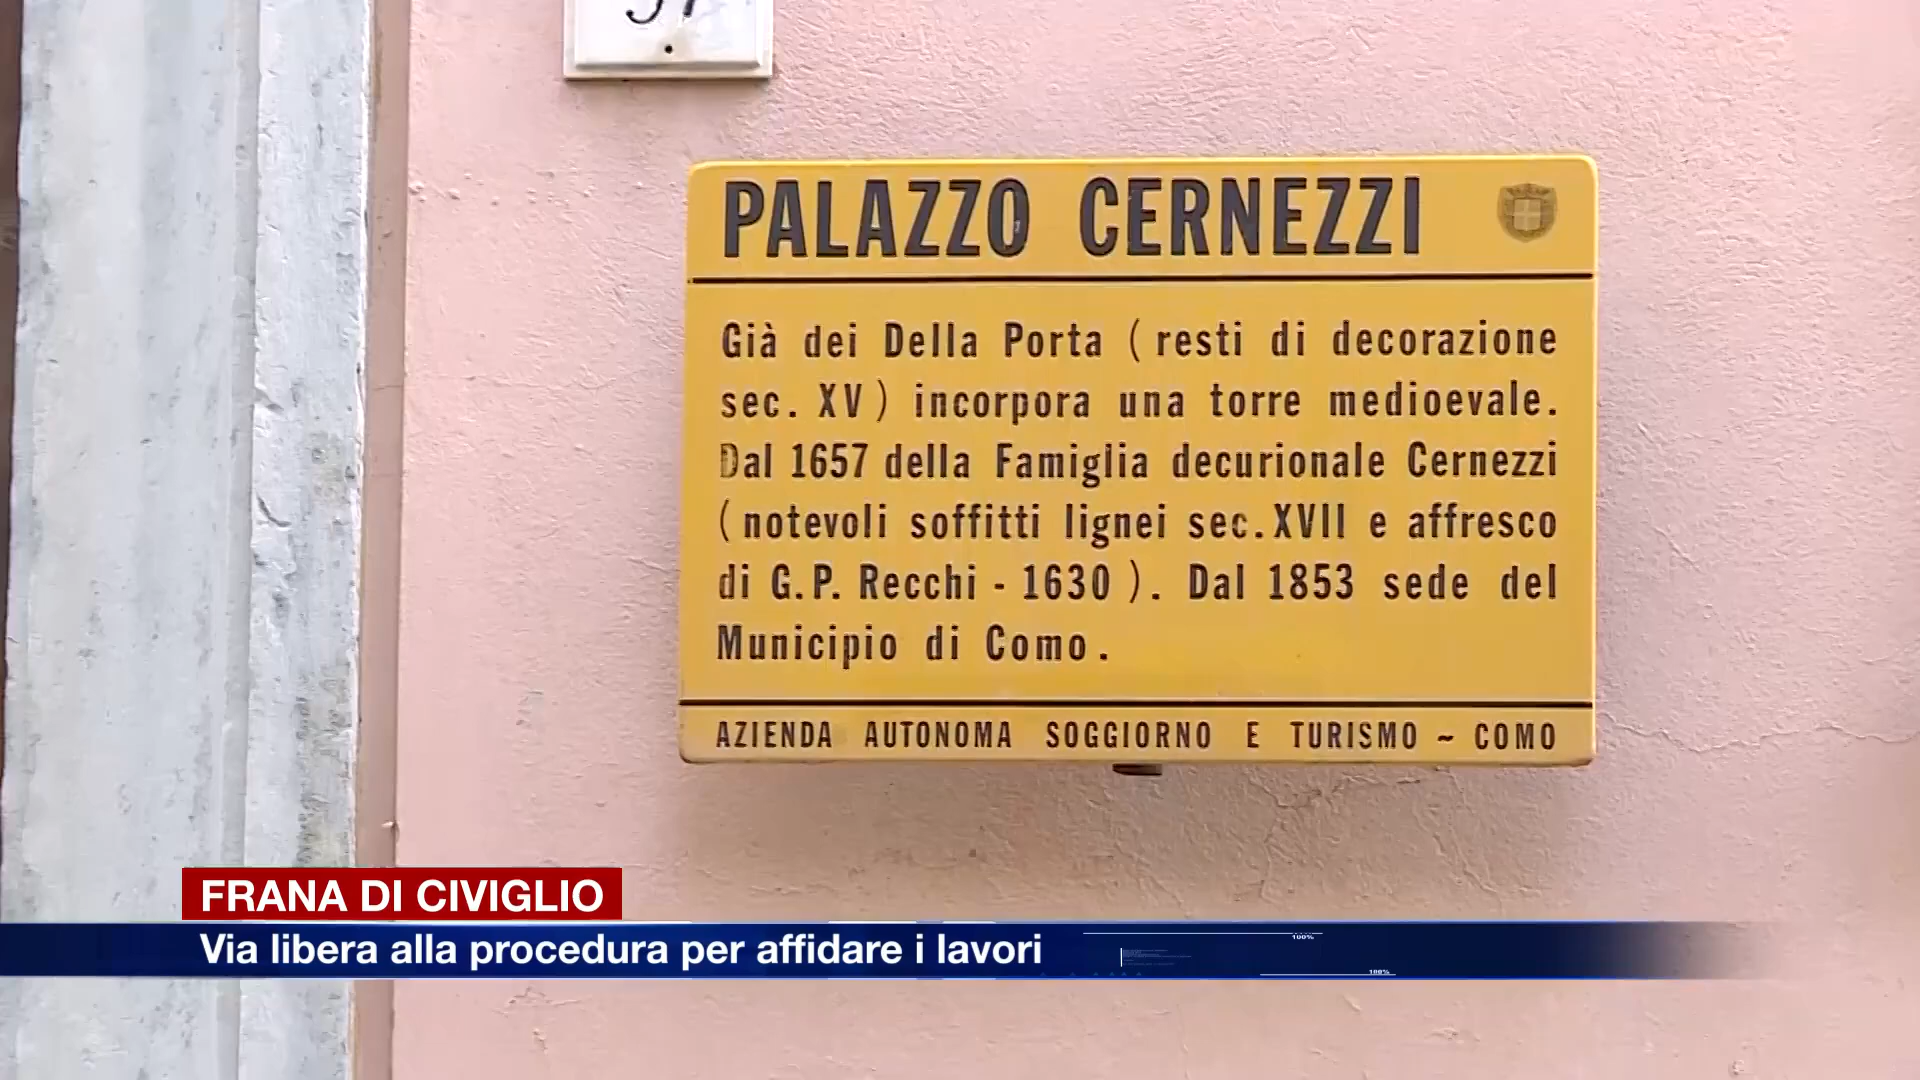 PALAZZO CERNEZZI
Già dei Della Porta (resti di decorazione
sec. XV) incorpora una torre medioevale.
Dal 1657 della Famiglia decurionale Cernezzi
(notevoli soffitti lignei sec. XVII e affresco
di G.P. Recchi - 1630). Dal 1853 sede del
Municipio di Como.
AZIENDA AUTONOMA SOGGIORNO E TURISMO ~ COMO
FRANA DI CIVIGLIO
Via libera alla procedura per affidare i lavori
100%
100%